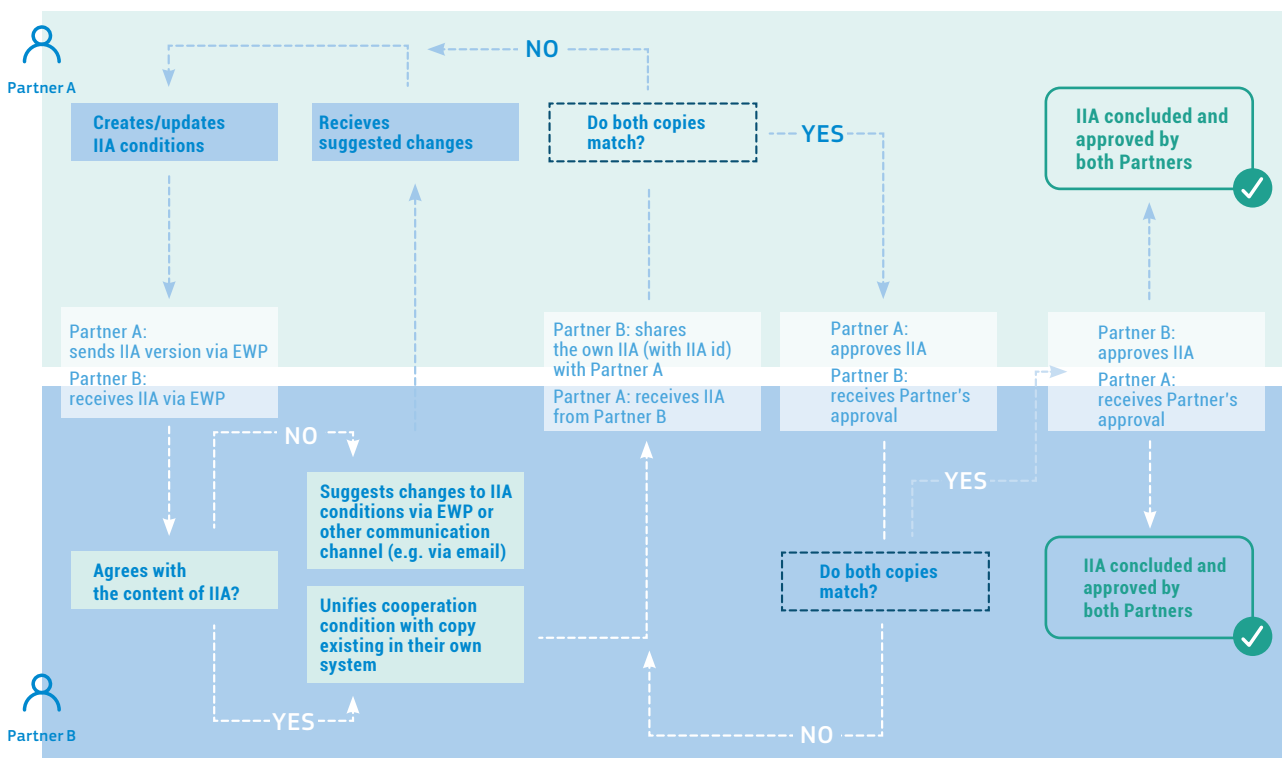 Partner A
NO
Creates/updates
IIA conditions
Recieves
suggested changes
Do both copies
match?
YES
IIA concluded and
approved by
both Partners
Partner A:
sends IIA version via EWP
Partner B:
receives IIA via EWP
Partner B: shares
the own IIA (with IIA id)
with Partner A
Partner A: receives IIA
from Partner B
Partner A:
approves IIA
Partner B:
receives Partner's
approval
Partner B:
approves IIA
Partner A:
receives Partner's
approval
NO
Suggests changes to IIA
conditions via EWP or
other communication
channel (e.g. via email)
YES
Agrees with
the content of IIA?
Unifies cooperation
condition with copy
existing in their own
system
Do both copies
match?
IIA concluded and
approved by
both Partners
YES
NO
Partner B